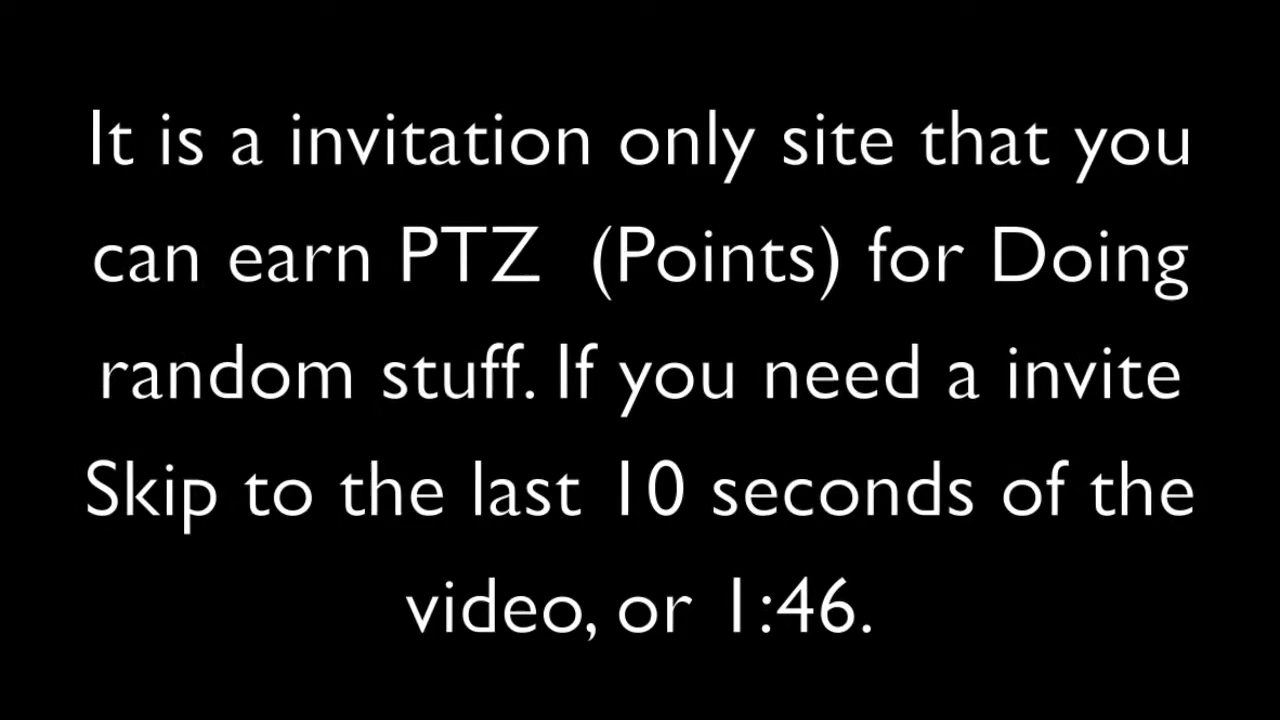 It is a invitation only site that you
can earn PTZ  (Points) for Doing
random stuff. If you need a invite
Skip to the last 10 seconds of the
video, or 1:46.